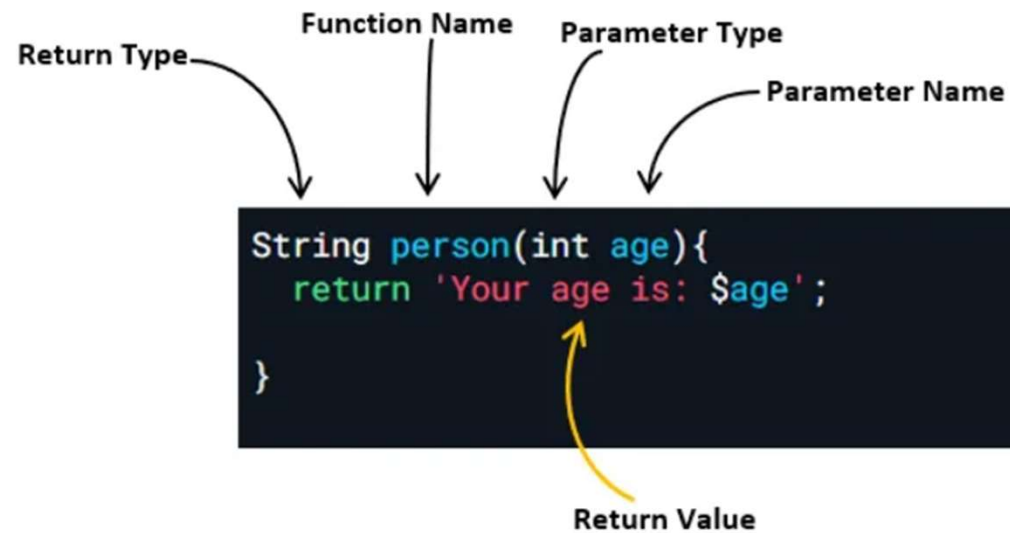 Function Name
Parameter Type
Return Type
Parameter Name
String person(int age){
return 'Your age is: $age';
}
Return Value